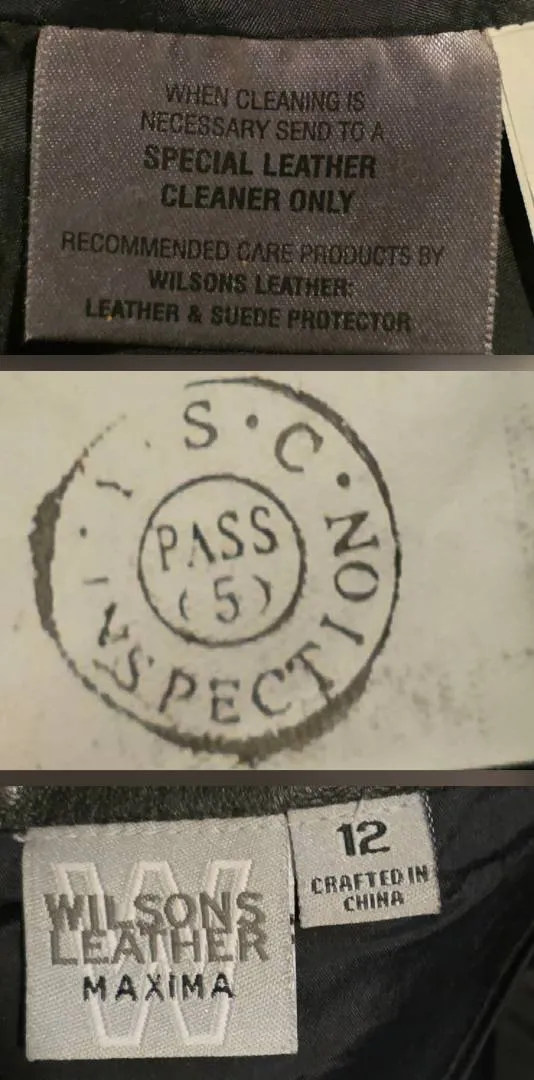 WHEN CLEANING IS
NECESSARY SEND TO A
SPECIAL LEATHER
CLEANER ONLY
RECOMMENDED CARE PRODUCTS BY
WILSONS LEATHER:
LEATHER & SUEDE PROTECTOR
I · S · C ·
PASS
(5)
INSPECTION
WILSONS
LEATHER
MAXIMA
12
CRAFTED IN
CHINA